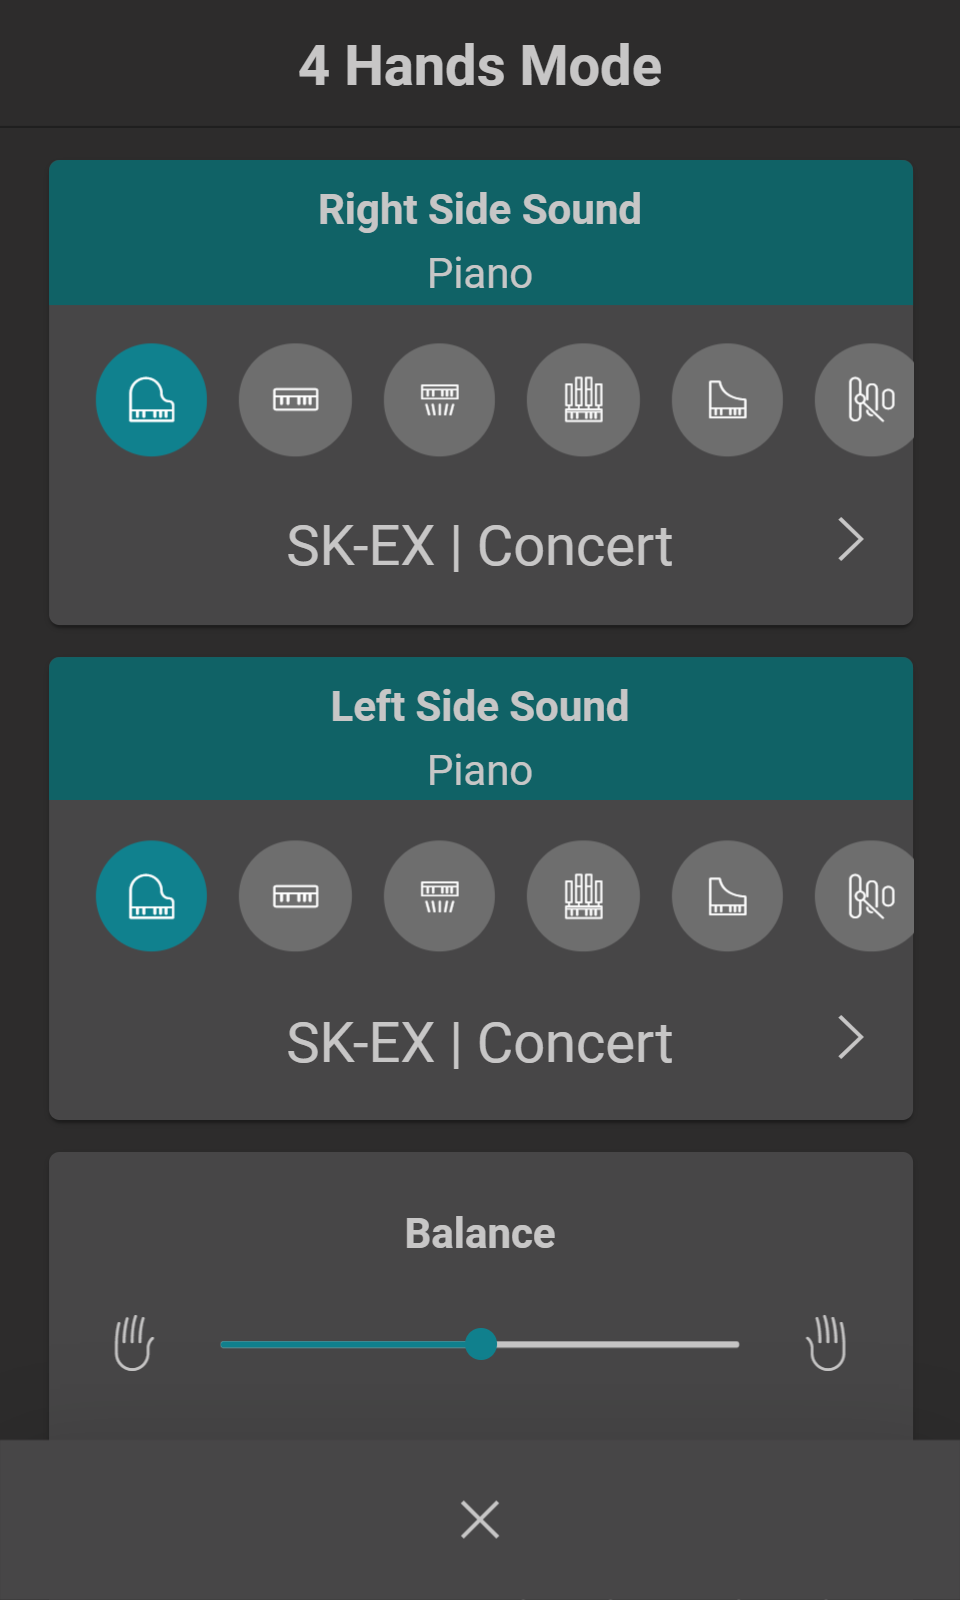 4 Hands Mode
Right Side Sound
Piano
SK-EX | Concert
Left Side Sound
Piano
SK-EX | Concert
Balance